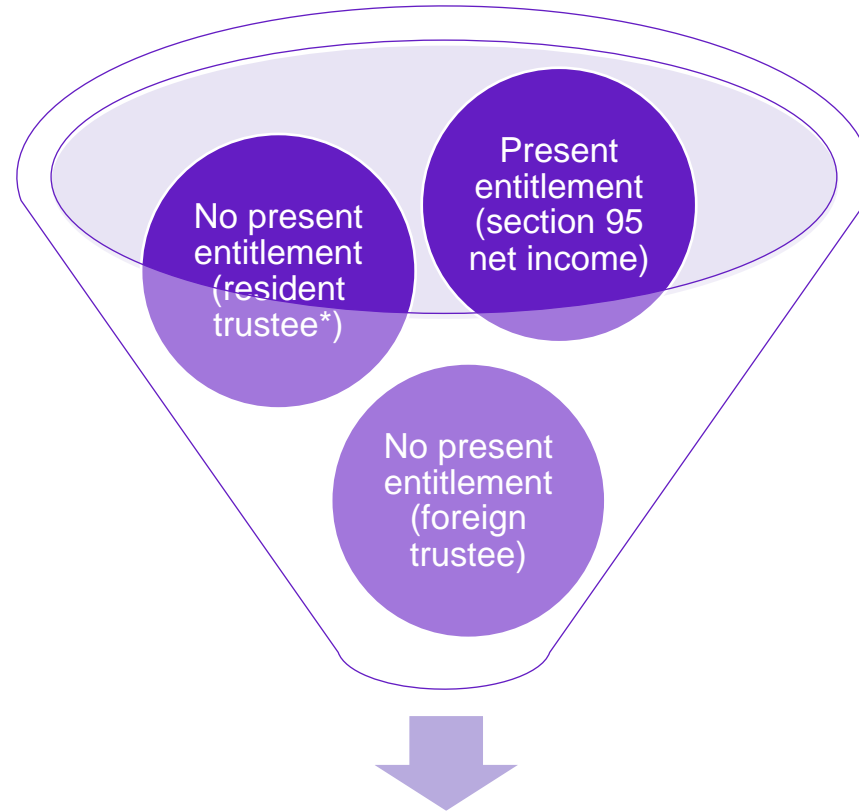 Present
entitlement
(section 95
net income)
No present
entitlement
(resident
trustee*)
No present
entitlement
(foreign
trustee)